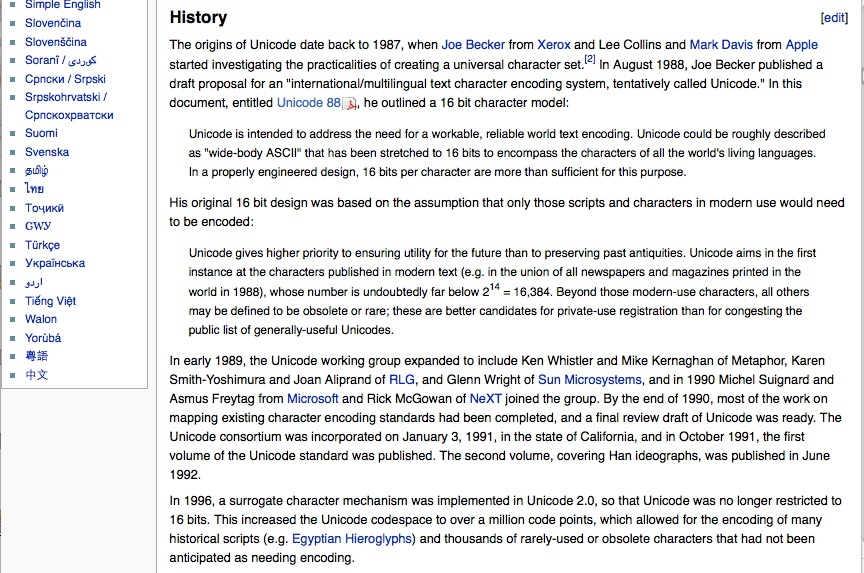 Simple English
Slovenčina
Slovenščina
Soranî / کوردی
Српски / Srpski
Srpskohrvatski /
Српскохрватски
Suomi
Svenska
தமிழ்
ไทย
Тоҷикӣ
ᏣᎳᎩ
Türkçe
Українська
اردو
Tiếng Việt
Walon
Yorùbá
粵語
中文
History
[edit]
The origins of Unicode date back to 1987, when Joe Becker from Xerox and Lee Collins and Mark Davis from Apple
started investigating the practicalities of creating a universal character set.[2] In August 1988, Joe Becker published a
draft proposal for an "international/multilingual text character encoding system, tentatively called Unicode." In this
document, entitled Unicode 88, he outlined a 16 bit character model:
Unicode is intended to address the need for a workable, reliable world text encoding. Unicode could be roughly described
as "wide-body ASCII" that has been stretched to 16 bits to encompass the characters of all the world's living languages.
In a properly engineered design, 16 bits per character are more than sufficient for this purpose.
His original 16 bit design was based on the assumption that only those scripts and characters in modern use would need
to be encoded:
Unicode gives higher priority to ensuring utility for the future than to preserving past antiquities. Unicode aims in the first
instance at the characters published in modern text (e.g. in the union of all newspapers and magazines printed in the
world in 1988), whose number is undoubtedly far below 2¹⁴ = 16,384. Beyond those modern-use characters, all others
may be defined to be obsolete or rare; these are better candidates for private-use registration than for congesting the
public list of generally-useful Unicodes.
In early 1989, the Unicode working group expanded to include Ken Whistler and Mike Kernaghan of Metaphor, Karen
Smith-Yoshimura and Joan Aliprand of RLG, and Glenn Wright of Sun Microsystems, and in 1990 Michel Suignard and
Asmus Freytag from Microsoft and Rick McGowan of NeXT joined the group. By the end of 1990, most of the work on
mapping existing character encoding standards had been completed, and a final review draft of Unicode was ready. The
Unicode consortium was incorporated on January 3, 1991, in the state of California, and in October 1991, the first
volume of the Unicode standard was published. The second volume, covering Han ideographs, was published in June
1992.
In 1996, a surrogate character mechanism was implemented in Unicode 2.0, so that Unicode was no longer restricted to
16 bits. This increased the Unicode codespace to over a million code points, which allowed for the encoding of many
historical scripts (e.g. Egyptian Hieroglyphs) and thousands of rarely-used or obsolete characters that had not been
anticipated as needing encoding.